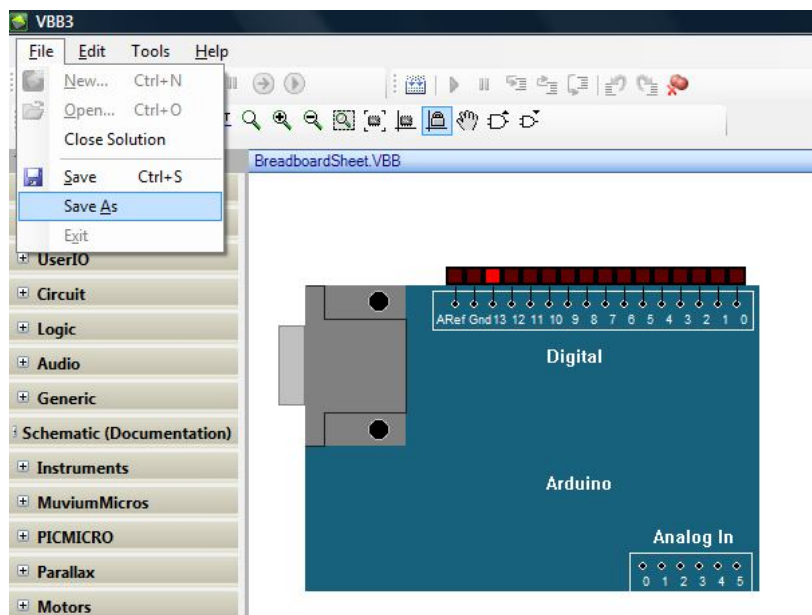 VBB3
File Edit Tools Help
New... Ctrl+N
Open... Ctrl+O
Close Solution
Save Ctrl+S
Save As
Exit
BreadboardSheet.VBB
UserIO
Circuit
Logic
Audio
Generic
Schematic (Documentation)
Instruments
MuviumMicros
PICMICRO
Parallax
Motors
ARef Gnd 13 12 11 10 9 8 7 6 5 4 3 2 1 0
Digital
Arduino
Analog In
0 1 2 3 4 5